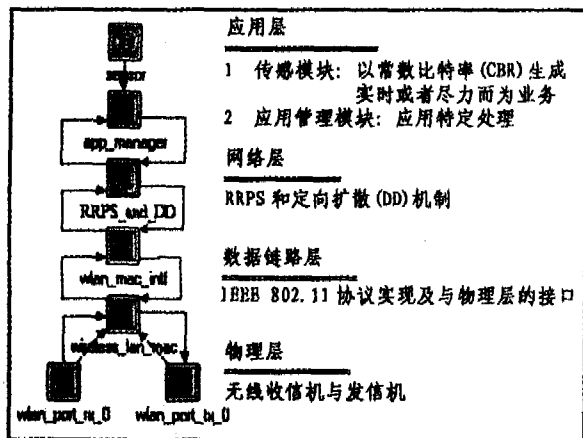 应用层
1 传感模块: 以常数比特率(CBR)生成
实时或者尽力而为业务
2 应用管理模块: 应用特定处理
网络层
RRPS和定向扩散(DD)机制
数据链路层
IEEE 802.11 协议实现及与物理层的接口
物理层
无线收信机与发信机
sensor
app_manager
RRPS_and_DD
wlan_mac_intf
wireless_lan_mac
wlan_port_rx_0
wlan_port_tx_0